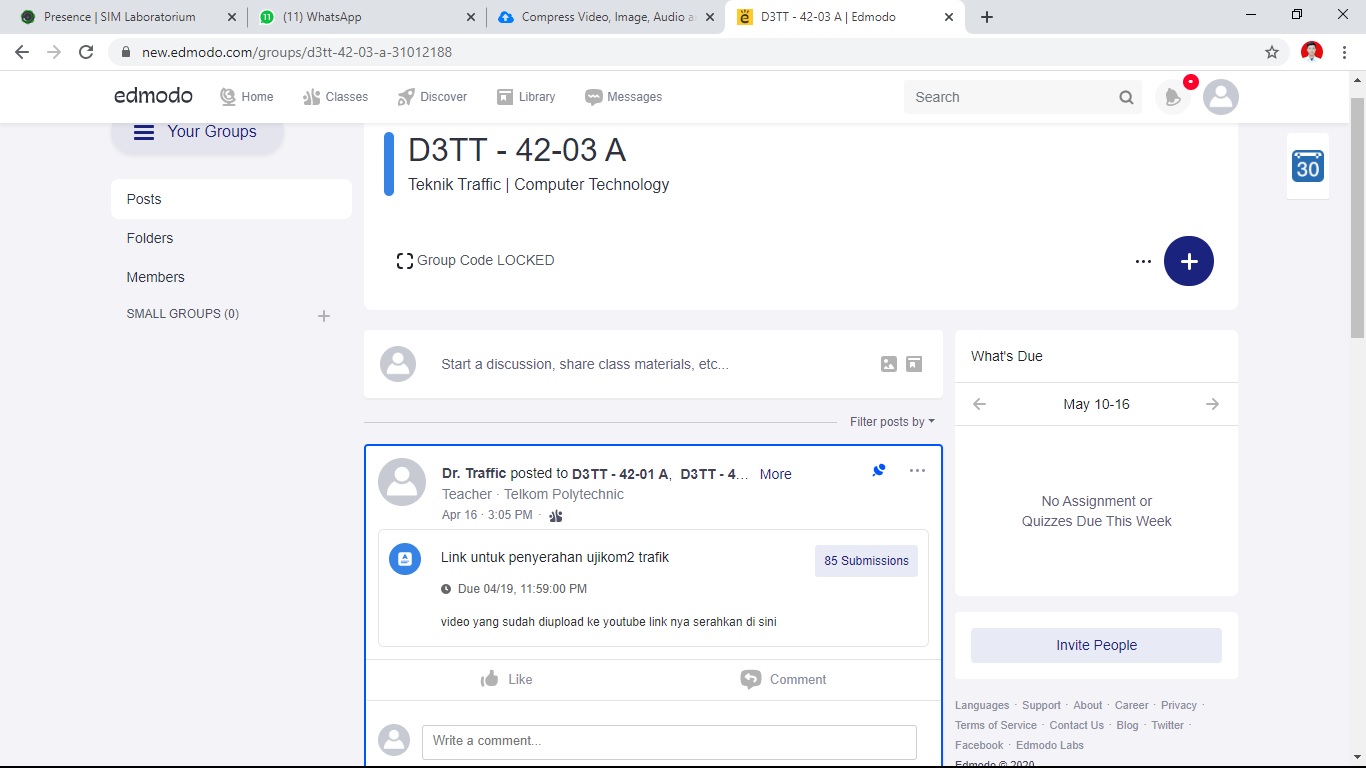 Presence | SIM Laboratorium
(11) WhatsApp
Compress Video, Image, Audio a
D3TT - 42-03 A | Edmodo
new.edmodo.com/groups/d3tt-42-03-a-31012188
edmodo
Home
Classes
Discover
Library
Messages
Search
Your Groups
Posts
Folders
Members
SMALL GROUPS (0)
D3TT - 42-03 A
Teknik Traffic | Computer Technology
Group Code LOCKED
30
Start a discussion, share class materials, etc...
Filter posts by
Dr. Traffic posted to D3TT - 42-01 A, D3TT - 4... More
Teacher · Telkom Polytechnic
Apr 16 · 3:05 PM ·
Link untuk penyerahan ujikom2 trafik
85 Submissions
Due 04/19, 11:59:00 PM
video yang sudah diupload ke youtube link nya serahkan di sini
Like
Comment
Write a comment...
What's Due
May 10-16
No Assignment or
Quizzes Due This Week
Invite People
Languages · Support · About · Career · Privacy ·
Terms of Service · Contact Us · Blog · Twitter ·
Facebook · Edmodo Labs
Edmodo © 2020